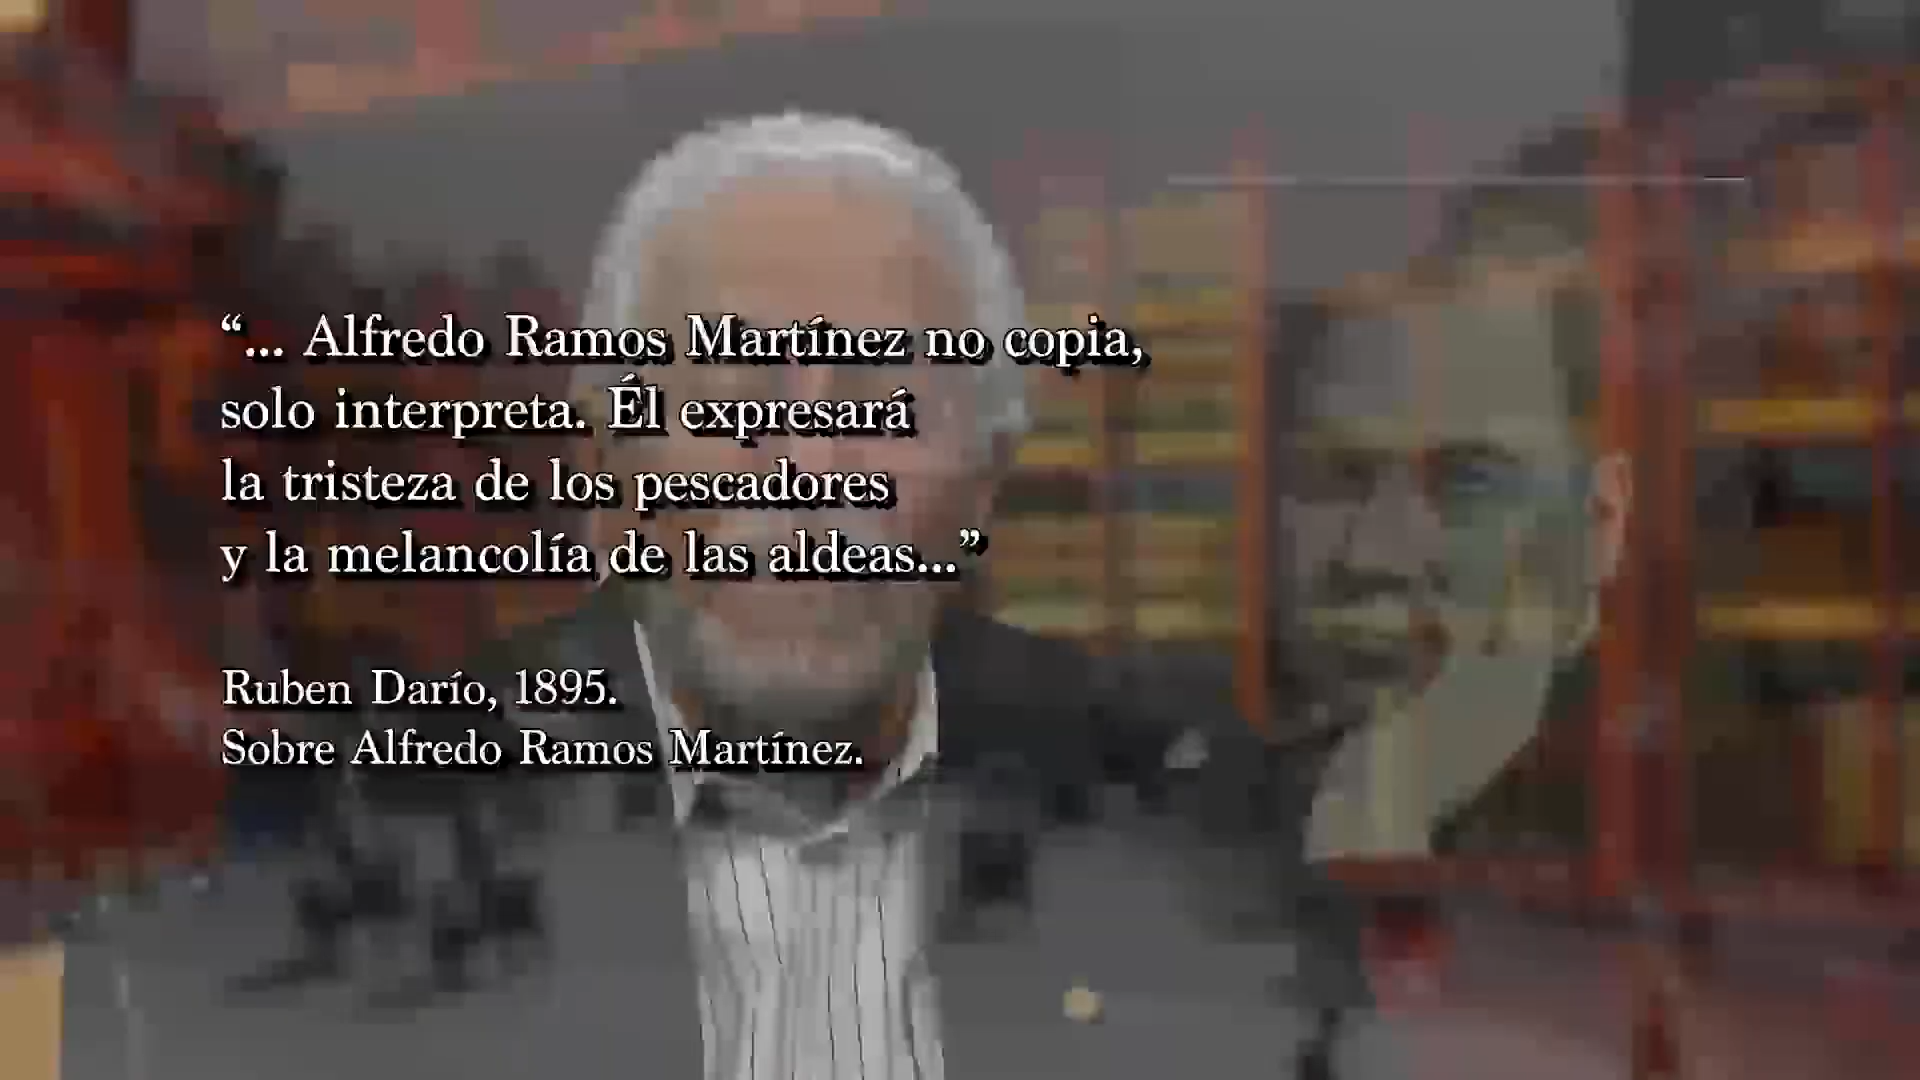 “... Alfredo Ramos Martínez no copia,
solo interpreta. Él expresará
la tristeza de los pescadores
y la melancolía de las aldeas...”
Ruben Darío, 1895.
Sobre Alfredo Ramos Martínez.